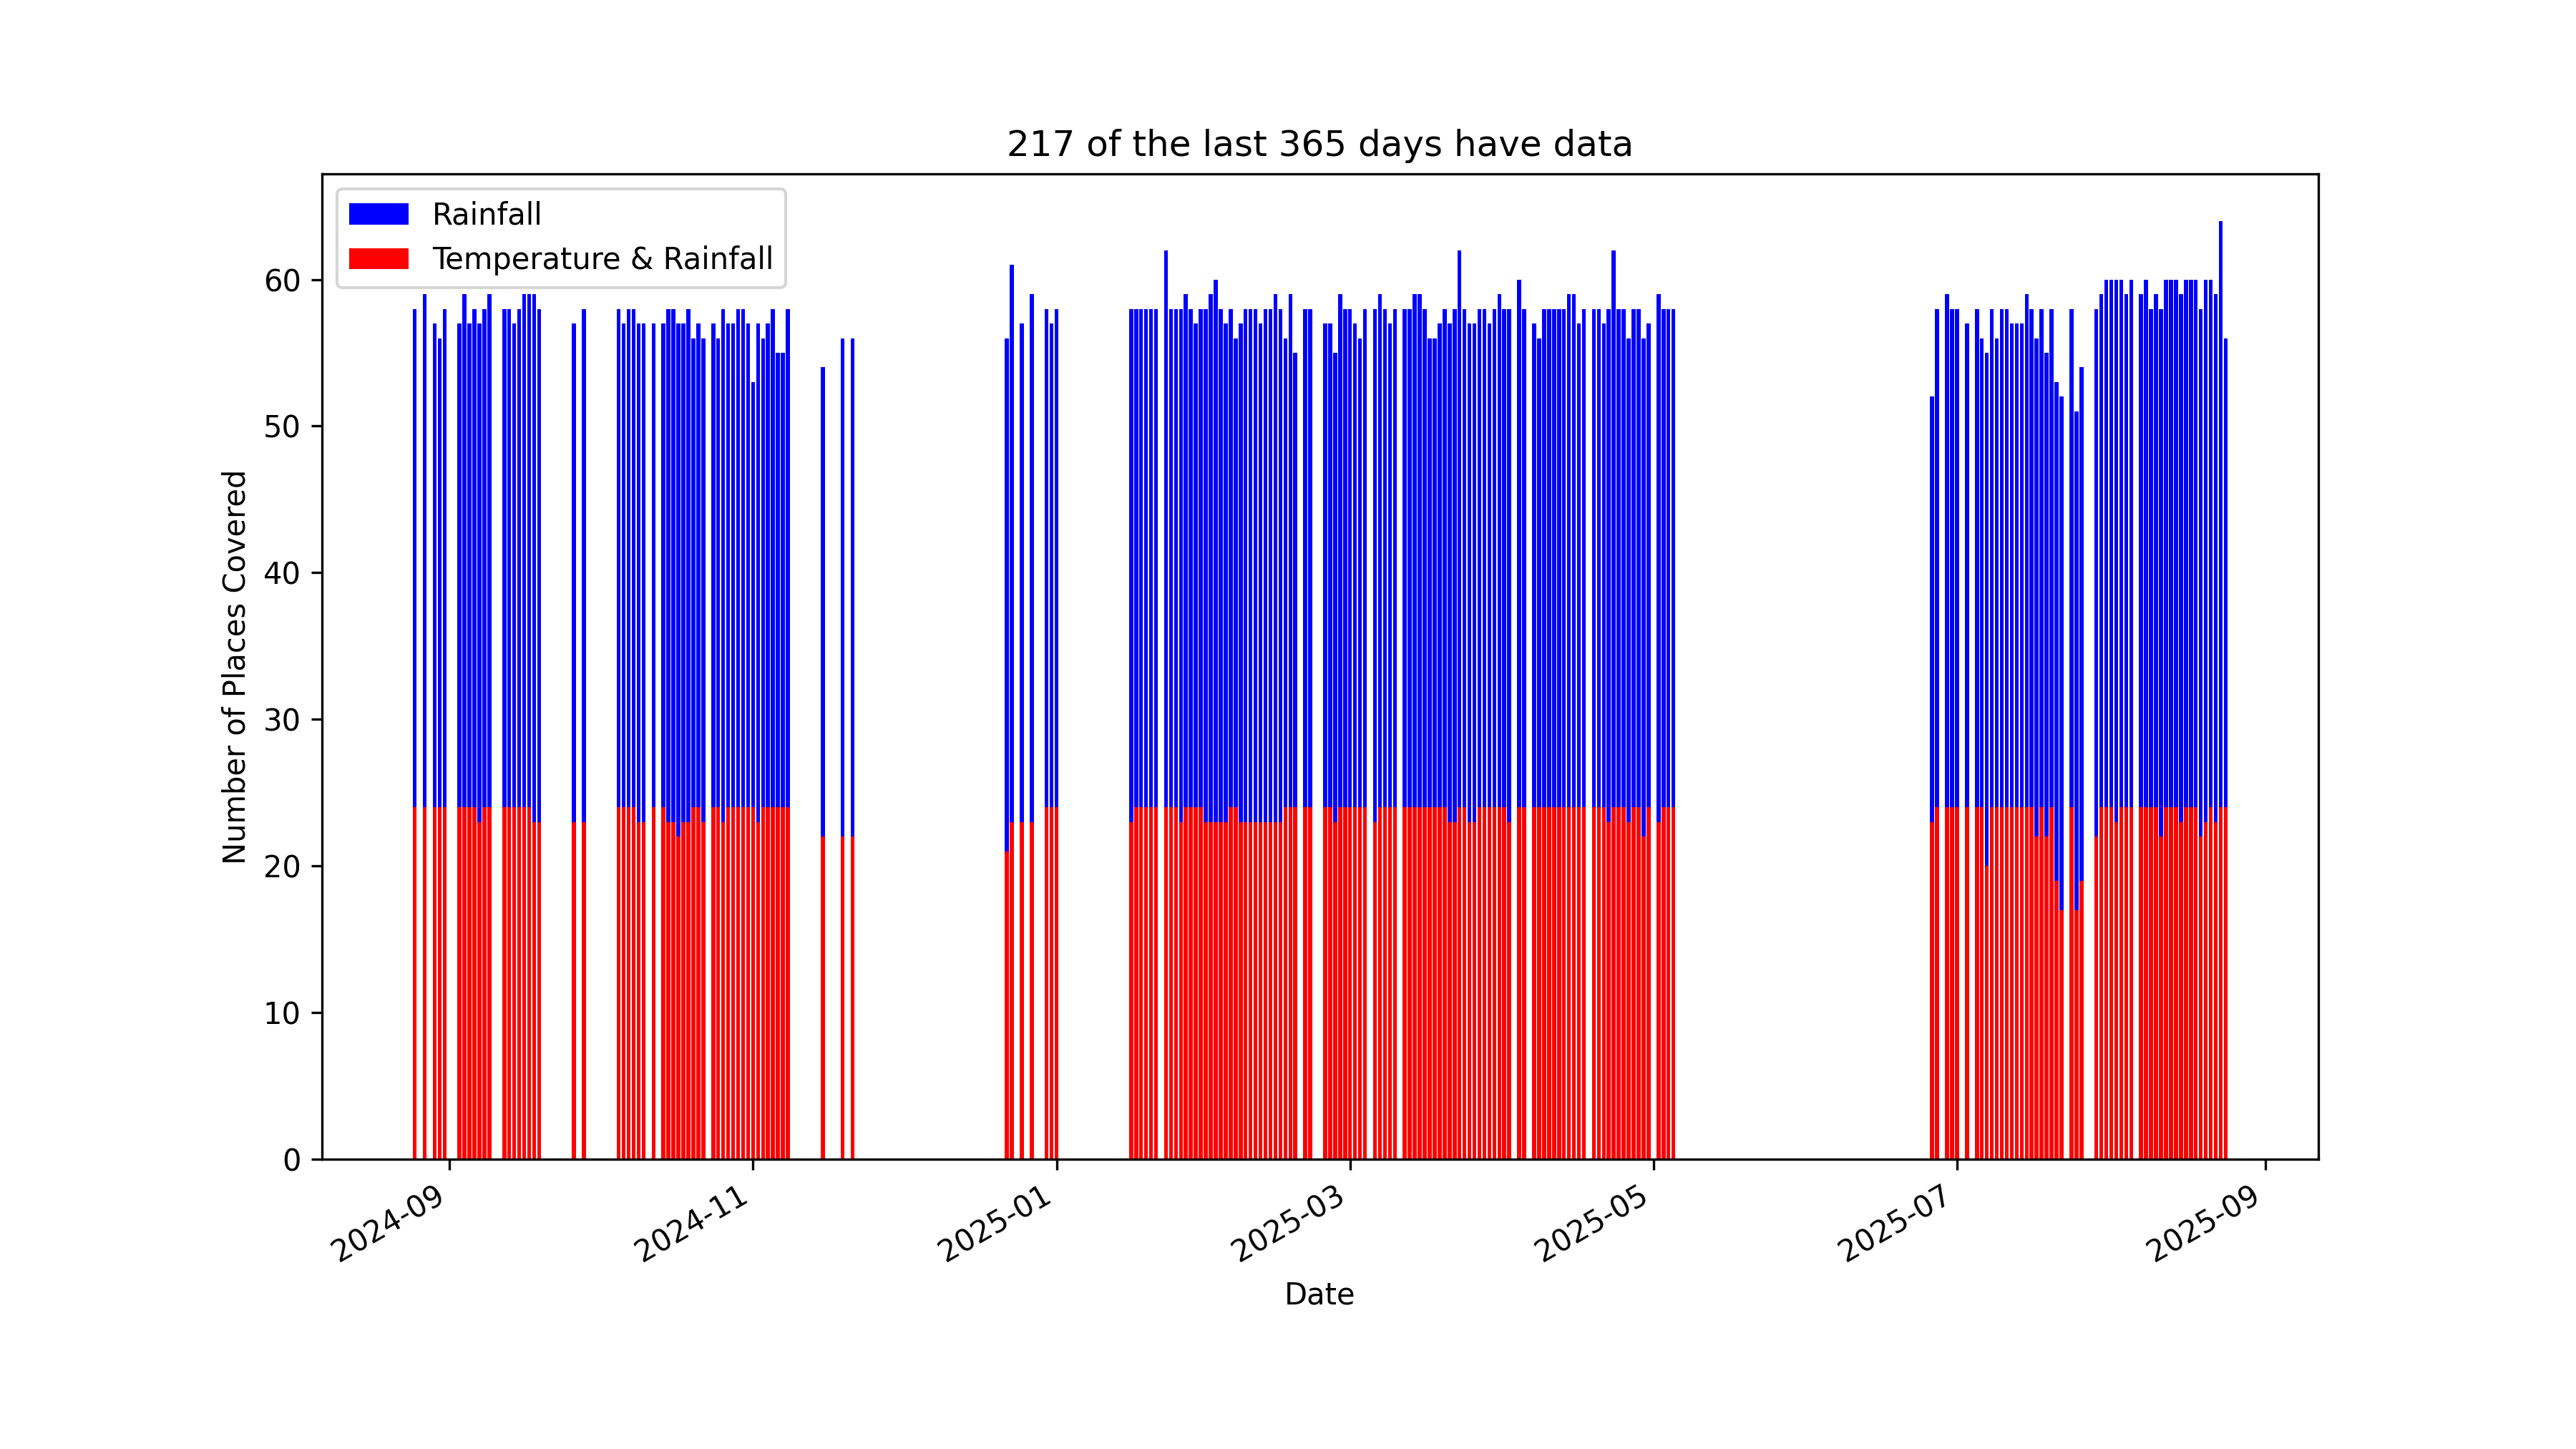 217 of the last 365 days have data
Rainfall
Temperature & Rainfall
Number of Places Covered
60
50
40
30
20
10
0
2024-09
2024-11
2025-01
2025-03
2025-05
2025-07
2025-09
Date